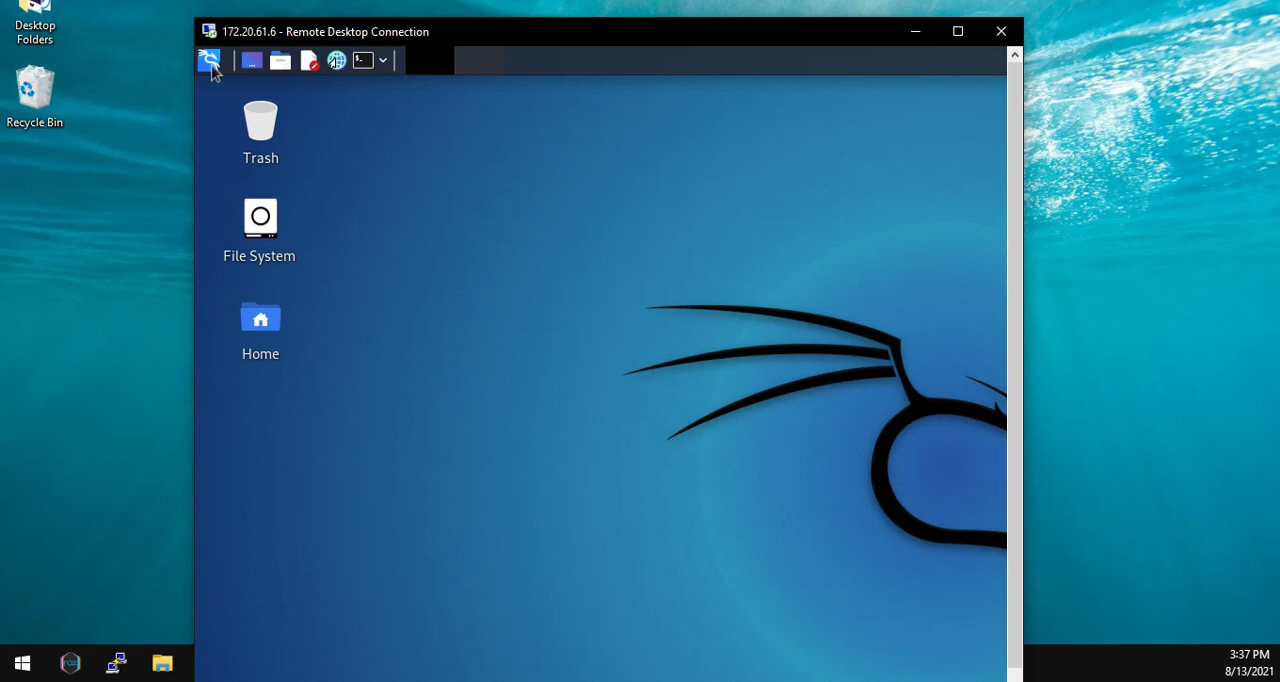 Desktop
Folders
Recycle Bin
172.20.61.6 - Remote Desktop Connection
Trash
File System
Home
3:37 PM
8/13/2021